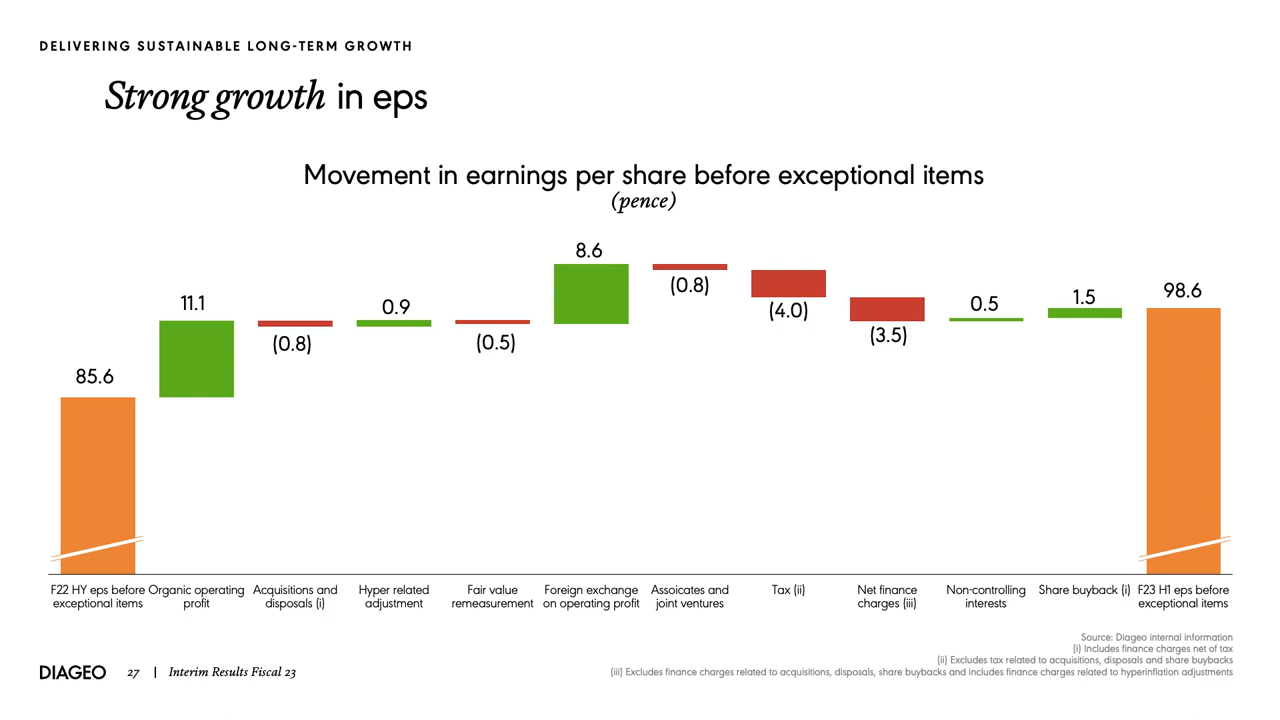 DELIVERING SUSTAINABLE LONG-TERM GROWTH
Strong growth in eps
Movement in earnings per share before exceptional items
(pence)
85.6
11.1
(0.8)
0.9
(0.5)
8.6
(0.8)
(4.0)
(3.5)
0.5
1.5
98.6
F22 HY eps before
exceptional items
Organic operating
profit
Acquisitions and
disposals (i)
Hyper related
adjustment
Fair value
remeasurement
Foreign exchange
on operating profit
Assoicates and
joint ventures
Tax (ii)
Net finance
charges (iii)
Non-controlling
interests
Share buyback (i)
F23 H1 eps before
exceptional items
Source: Diageo internal information
(i) Includes finance charges net of tax
(ii) Excludes tax related to acquisitions, disposals and share buybacks
(iii) Excludes finance charges related to acquisitions, disposals, share buybacks and includes finance charges related to hyperinflation adjustments
DIAGEO 27 | Interim Results Fiscal 23